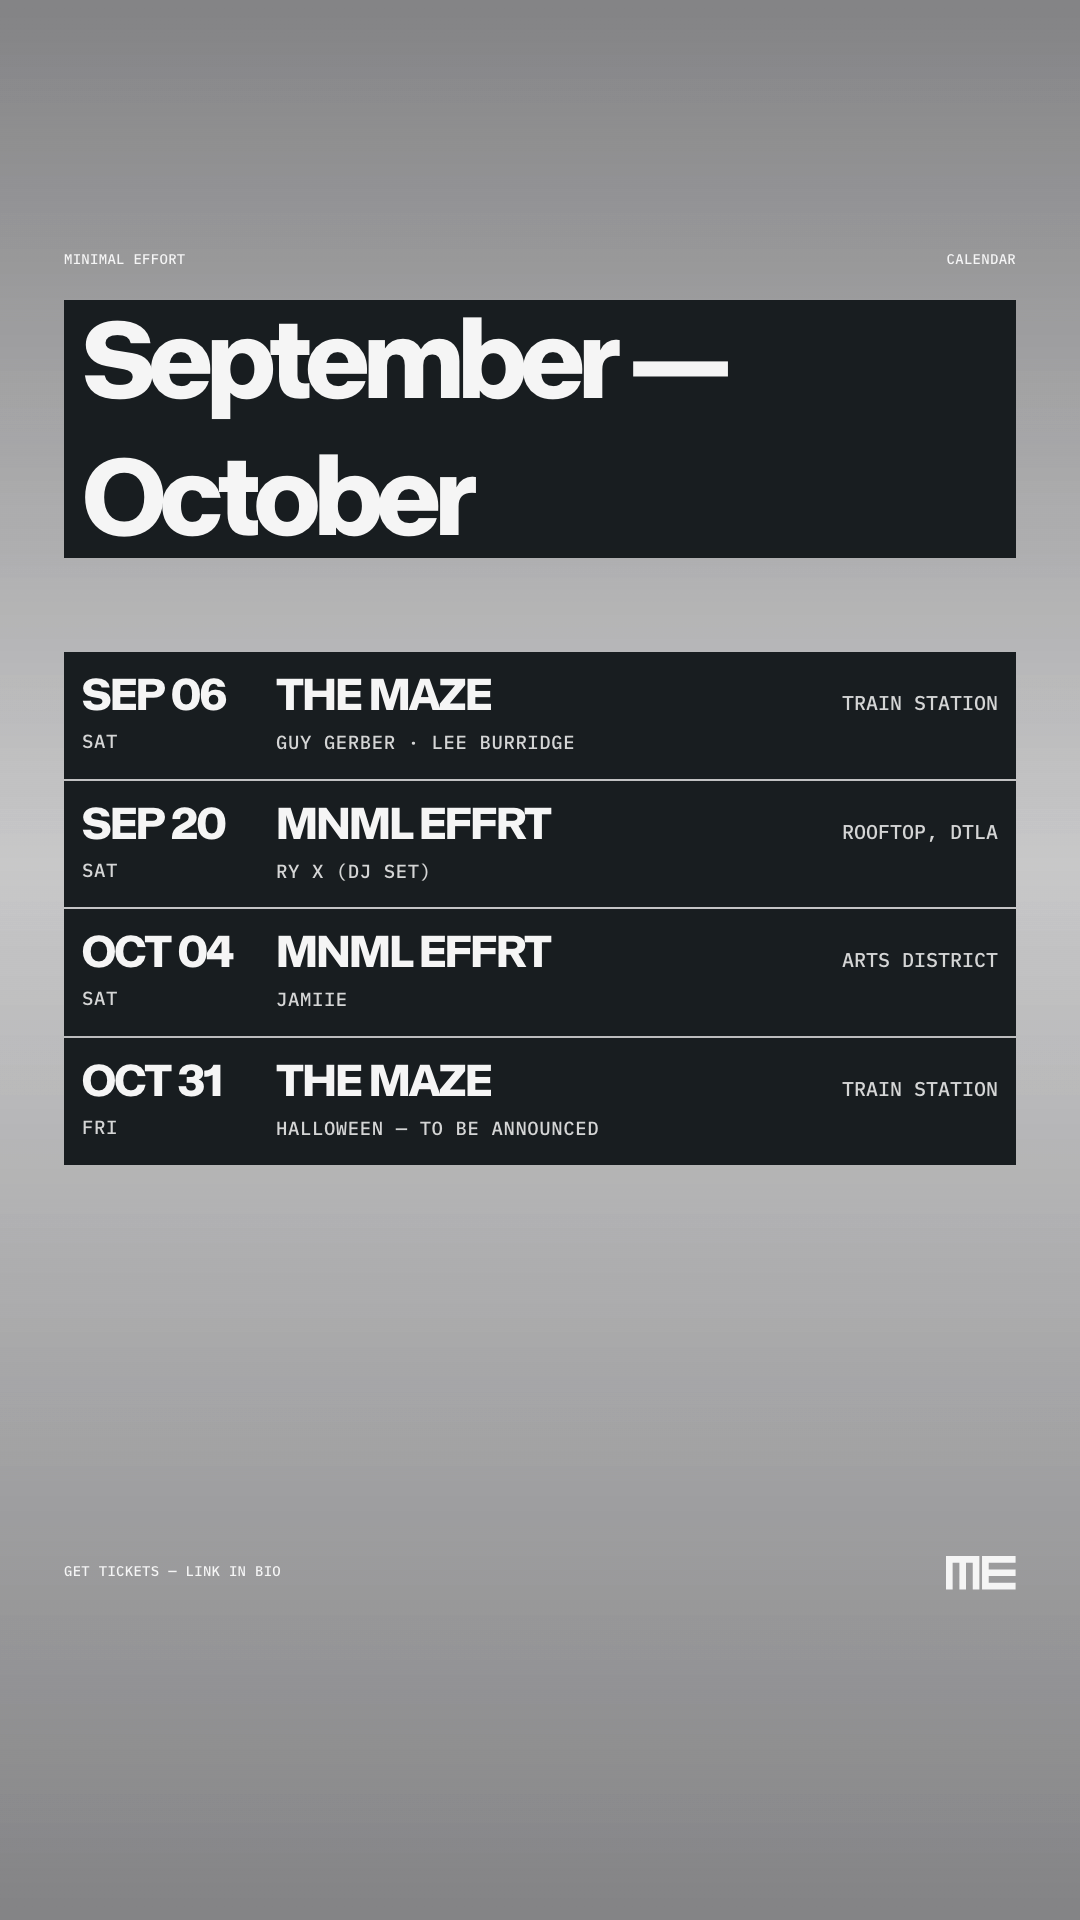 MINIMAL EFFORT
CALENDAR
September —
October
SEP 06
THE MAZE
TRAIN STATION
SAT
GUY GERBER · LEE BURRIDGE
SEP 20
MNML EFFRT
ROOFTOP, DTLA
SAT
RY X (DJ SET)
OCT 04
MNML EFFRT
ARTS DISTRICT
SAT
JAMIIE
OCT 31
THE MAZE
TRAIN STATION
FRI
HALLOWEEN — TO BE ANNOUNCED
GET TICKETS — LINK IN BIO
ME